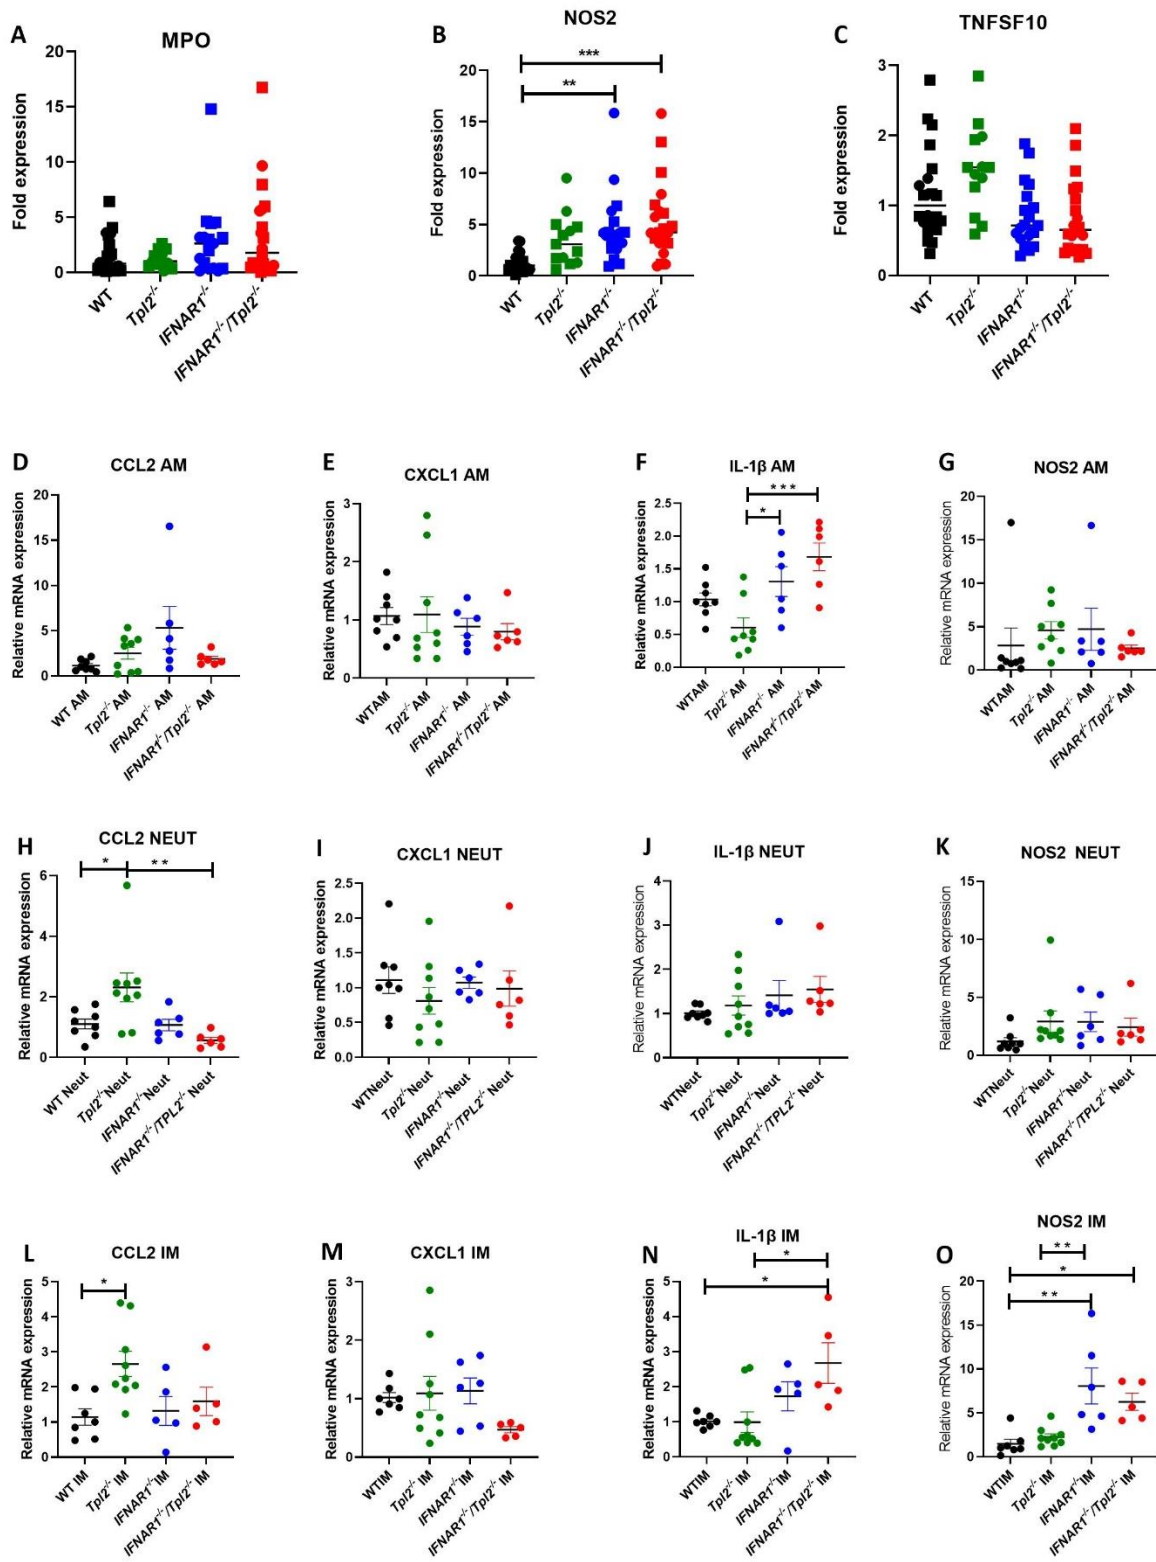 A
MPO
20
15
10
5
0
Fold expression
WT
Tpl2-/-
IFNAR1-/-
IFNAR1-/-/Tpl2-/-
B
NOS2
***
**
20
15
10
5
0
Fold expression
WT
Tpl2-/-
IFNAR1-/-
IFNAR1-/-/Tpl2-/-
C
TNFSF10
3
2
1
0
Fold expression
WT
Tpl2-/-
IFNAR1-/-
IFNAR1-/-/Tpl2-/-
D
CCL2 AM
20
15
10
5
0
Relative mRNA expression
WT AM
Tpl2-/- AM
IFNAR1-/- AM
IFNAR1-/-/Tpl2-/- AM
E
CXCL1 AM
3
2
1
0
Relative mRNA expression
WTAM
Tpl2-/- AM
IFNAR1-/- AM
IFNAR1-/-/Tpl2-/- AM
F
IL-1β AM
***
*
2.5
2.0
1.5
1.0
0.5
0.0
Relative mRNA expression
WTAM
Tpl2-/- AM
IFNAR1-/- AM
IFNAR1-/-/Tpl2-/- AM
G
NOS2 AM
20
15
10
5
0
Relative mRNA expression
WTAM
Tpl2-/- AM
IFNAR1-/- AM
IFNAR1-/-/Tpl2-/- AM
H
CCL2 NEUT
* **
6
4
2
0
Relative mRNA expression
WT Neut
Tpl2-/- Neut
IFNAR1-/- Neut
IFNAR1-/-/TPL2-/- Neut
I
CXCL1 NEUT
2.5
2.0
1.5
1.0
0.5
0.0
Relative mRNA expression
WTNeut
Tpl2-/- Neut
IFNAR1-/- Neut
IFNAR1-/-/TPL2-/- Neut
J
IL-1β NEUT
4
3
2
1
0
Relative mRNA expression
WTNeut
Tpl2-/- Neut
IFNAR1-/- Neut
IFNAR1-/-/TPL2-/- Neut
K
NOS2 NEUT
15
10
5
0
Relative mRNA expression
WTNeut
Tpl2-/- Neut
IFNAR1-/- Neut
IFNAR1-/-/TPL2-/- Neut
L
CCL2 IM
*
5
4
3
2
1
0
Relative mRNA expression
WT IM
Tpl2-/- IM
IFNAR1-/- IM
IFNAR1-/-/Tpl2-/- IM
M
CXCL1 IM
3
2
1
0
Relative mRNA expression
WTIM
Tpl2-/- IM
IFNAR1-/- IM
IFNAR1-/-/Tpl2-/- IM
N
IL-1β IM
*
*
5
4
3
2
1
0
Relative mRNA expression
WTIM
Tpl2-/- IM
IFNAR1-/- IM
IFNAR1-/-/Tpl2-/- IM
O
NOS2 IM
**
*
**
20
15
10
5
0
Relative mRNA expression
WTIM
Tpl2-/- IM
IFNAR1-/- IM
IFNAR1-/-/Tpl2-/- IM